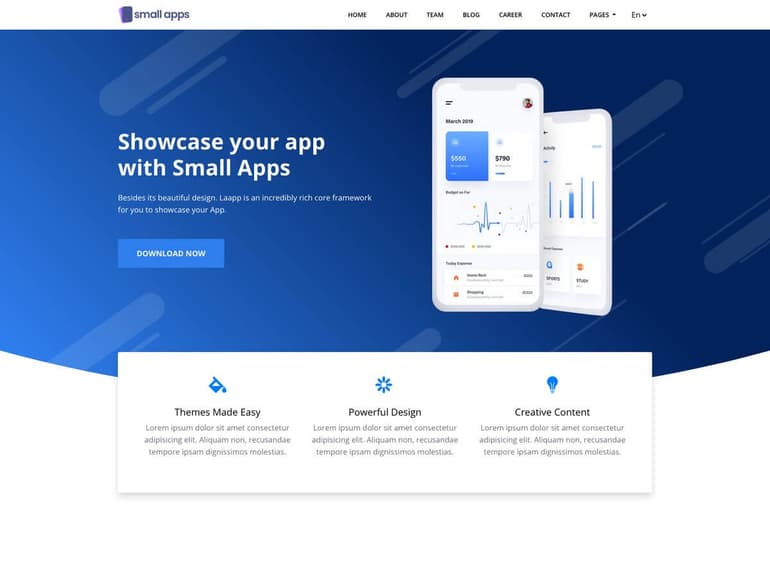 small apps
HOME ABOUT TEAM BLOG CAREER CONTACT PAGES En
Showcase your app
with Small Apps
Besides its beautiful design. Laapp is an incredibly rich core framework
for you to showcase your App.
DOWNLOAD NOW
March 2019
$550
$790
Budget so Far
Today Expense
Home Rent
Shopping
Activity
SPORTS
STUDY
Themes Made Easy
Lorem ipsum dolor sit amet consectetur
adipisicing elit. Aliquam non, recusandae
tempore ipsam dignissimos molestias.
Powerful Design
Lorem ipsum dolor sit amet consectetur
adipisicing elit. Aliquam non, recusandae
tempore ipsam dignissimos molestias.
Creative Content
Lorem ipsum dolor sit amet consectetur
adipisicing elit. Aliquam non, recusandae
tempore ipsam dignissimos molestias.